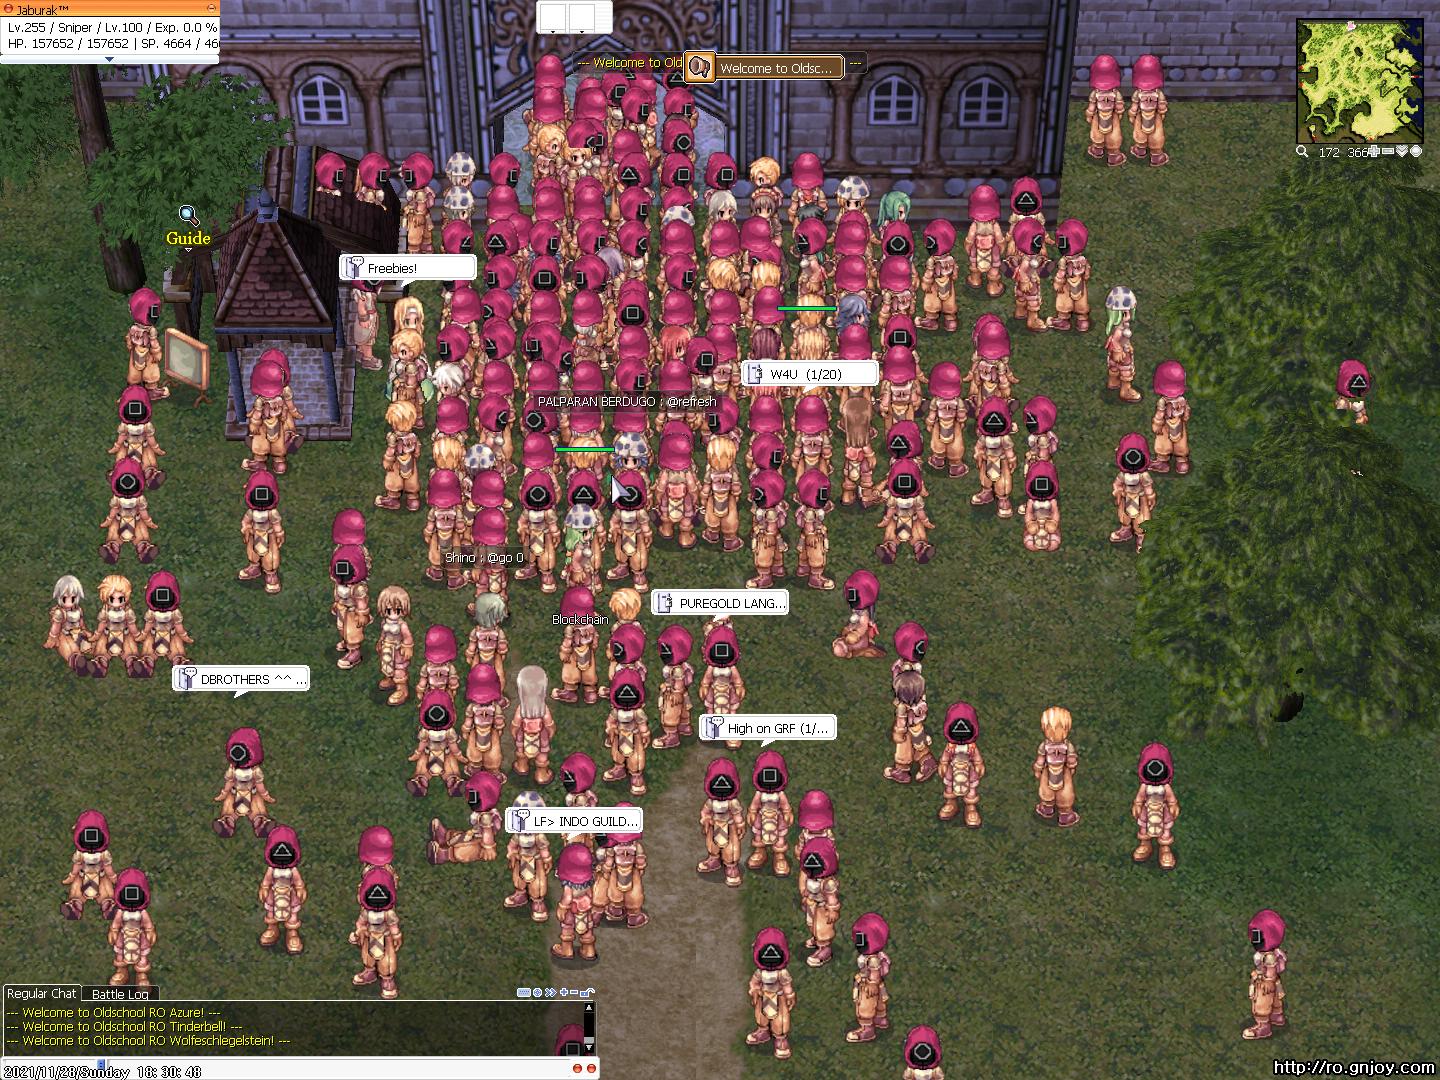 Jaburak™
Lv.255 / Sniper / Lv.100 / Exp. 0.0 %
HP. 157652 / 157652 | SP. 4664 / 46
--- Welcome to Old
Welcome to Oldsc...
---
172 366
Guide
Freebies!
W4U (1/20)
PALPARAN BERDUGO : @refresh
Shino : @go 0
PUREGOLD LANG...
Blockchain
DBROTHERS ^^ ...
High on GRF (1/...
LF> INDO GUILD...
Regular Chat
Battle Log
--- Welcome to Oldschool RO Azure! ---
--- Welcome to Oldschool RO Tinderbell! ---
--- Welcome to Oldschool RO Wolfeschlegelstein! ---
2021/11/28/Sunday 18:30:48
http://ro.gnjoy.com